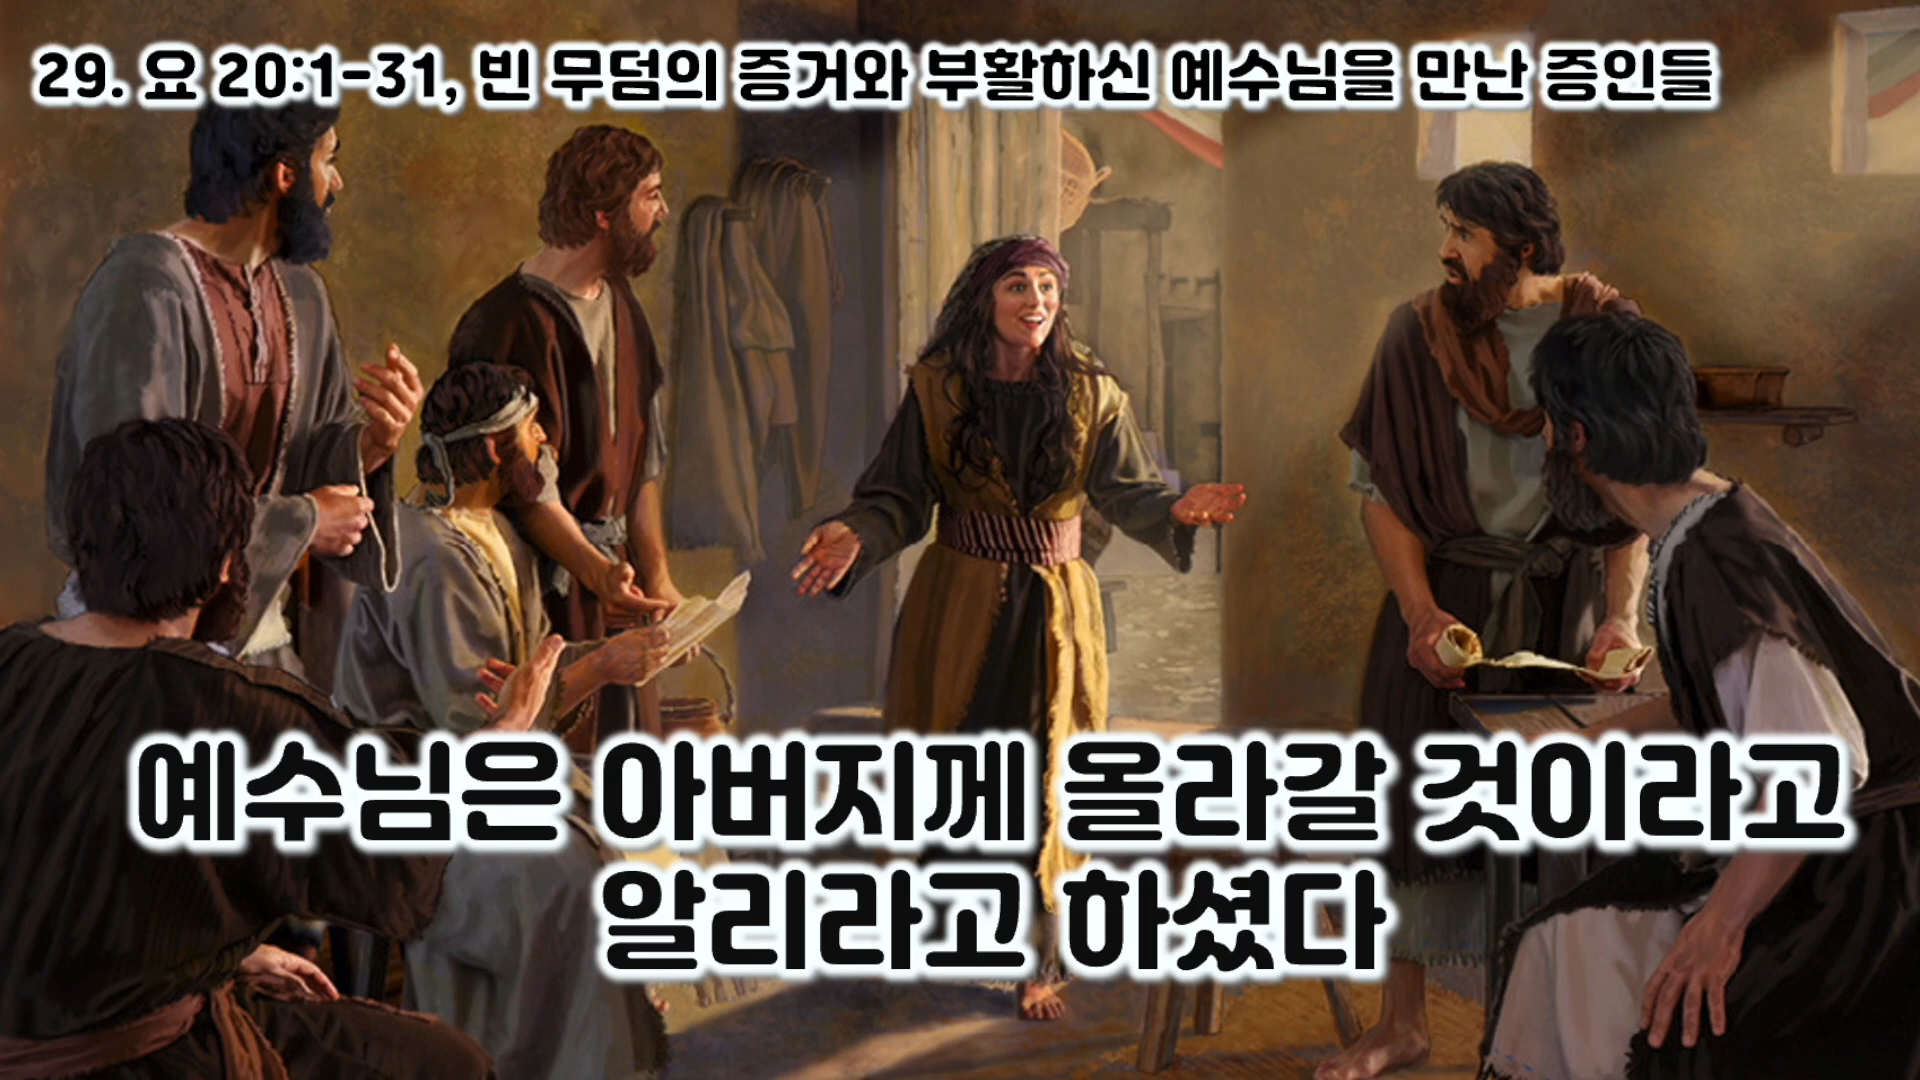 29. 요 20:1-31, 빈 무덤의 증거와 부활하신 예수님을 만난 증인들
예수님은 아버지께 올라갈 것이라고
알리라고 하셨다